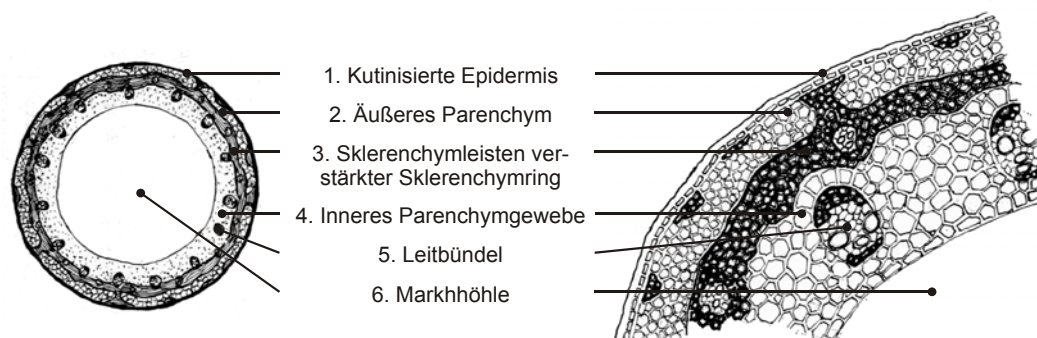 1. Kutinisierte Epidermis
2. Äußeres Parenchym
3. Sklerenchymleisten ver-
stärkter Sklerenchymring
4. Inneres Parenchymgewebe
5. Leitbündel
6. Markhhöhle